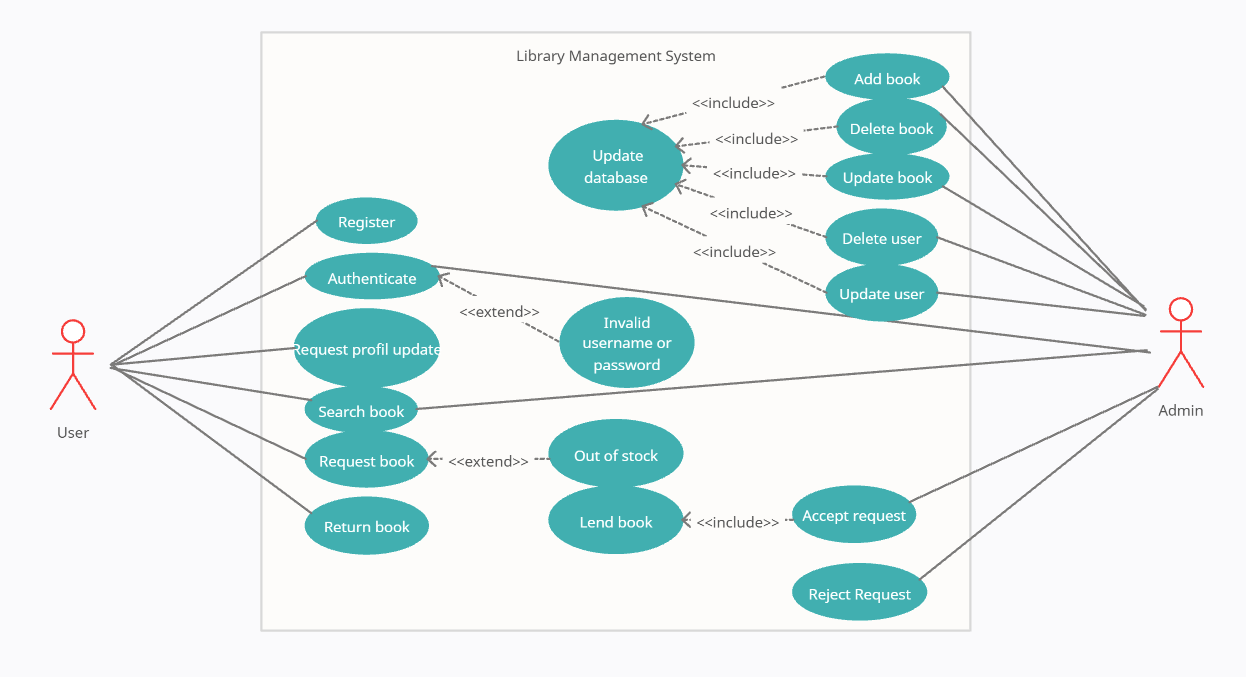 Library Management System
Add book
<<include>>
Delete book
<<include>>
Update
database
<<include>>
Update book
<<include>>
Register
Delete user
<<include>>
Authenticate
Update user
<<extend>>
Invalid
username or
password
Request profil update
Search book
User
Admin
Request book
<<extend>>
Out of stock
Return book
Lend book
<<include>>
Accept request
Reject Request